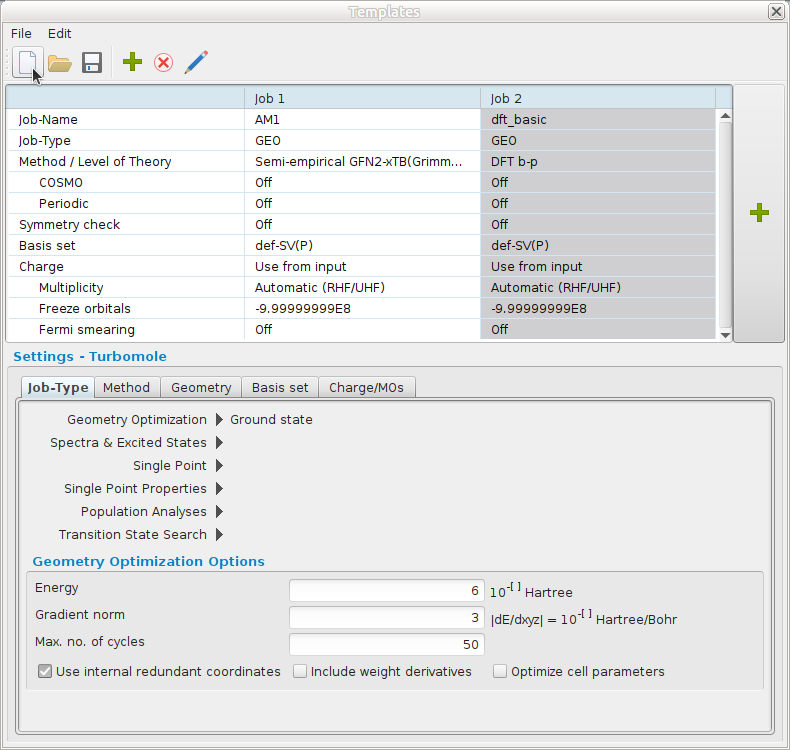 Templates
File Edit
Job 1 Job 2
Job-Name AM1 dft_basic
Job-Type GEO GEO
Method / Level of Theory Semi-empirical GFN2-xTB(Grimm... DFT b-p
COSMO Off Off
Periodic Off Off
Symmetry check Off Off
Basis set def-SV(P) def-SV(P)
Charge Use from input Use from input
Multiplicity Automatic (RHF/UHF) Automatic (RHF/UHF)
Freeze orbitals -9.99999999E8 -9.99999999E8
Fermi smearing Off Off
Settings - Turbomole
Job-Type Method Geometry Basis set Charge/MOs
Geometry Optimization Ground state
Spectra & Excited States
Single Point
Single Point Properties
Population Analyses
Transition State Search
Geometry Optimization Options
Energy 6 10^-[ ] Hartree
Gradient norm 3 |dE/dxyz| = 10^-[ ] Hartree/Bohr
Max. no. of cycles 50
Use internal redundant coordinates Include weight derivatives Optimize cell parameters